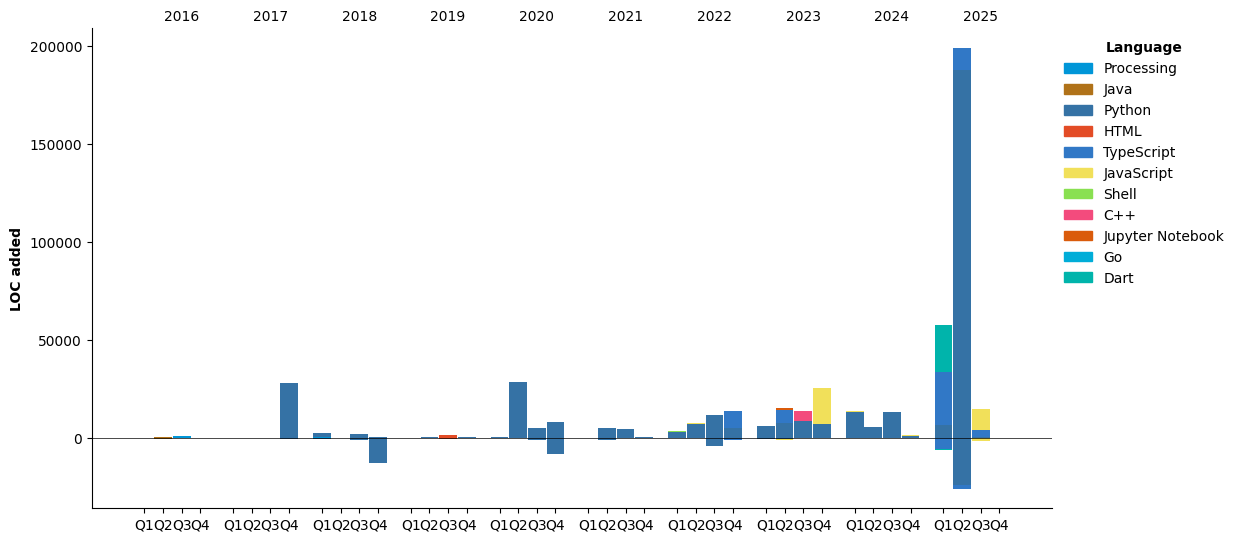 2016 2017 2018 2019 2020 2021 2022 2023 2024 2025
200000
150000
100000
50000
0
LOC added
Q1Q2Q3Q4 Q1Q2Q3Q4 Q1Q2Q3Q4 Q1Q2Q3Q4 Q1Q2Q3Q4 Q1Q2Q3Q4 Q1Q2Q3Q4 Q1Q2Q3Q4 Q1Q2Q3Q4 Q1Q2Q3Q4
Language
Processing
Java
Python
HTML
TypeScript
JavaScript
Shell
C++
Jupyter Notebook
Go
Dart